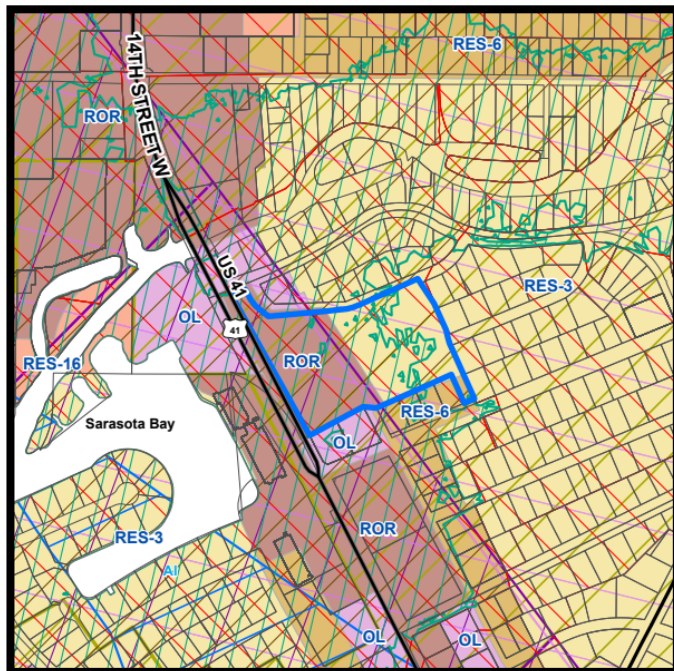 RES-6
ROR
14TH STREET W
US 41
RES-3
OL
41
ROR
RES-16
RES-6
Sarasota Bay
OL
ROR
RES-3
AI
OL
OL